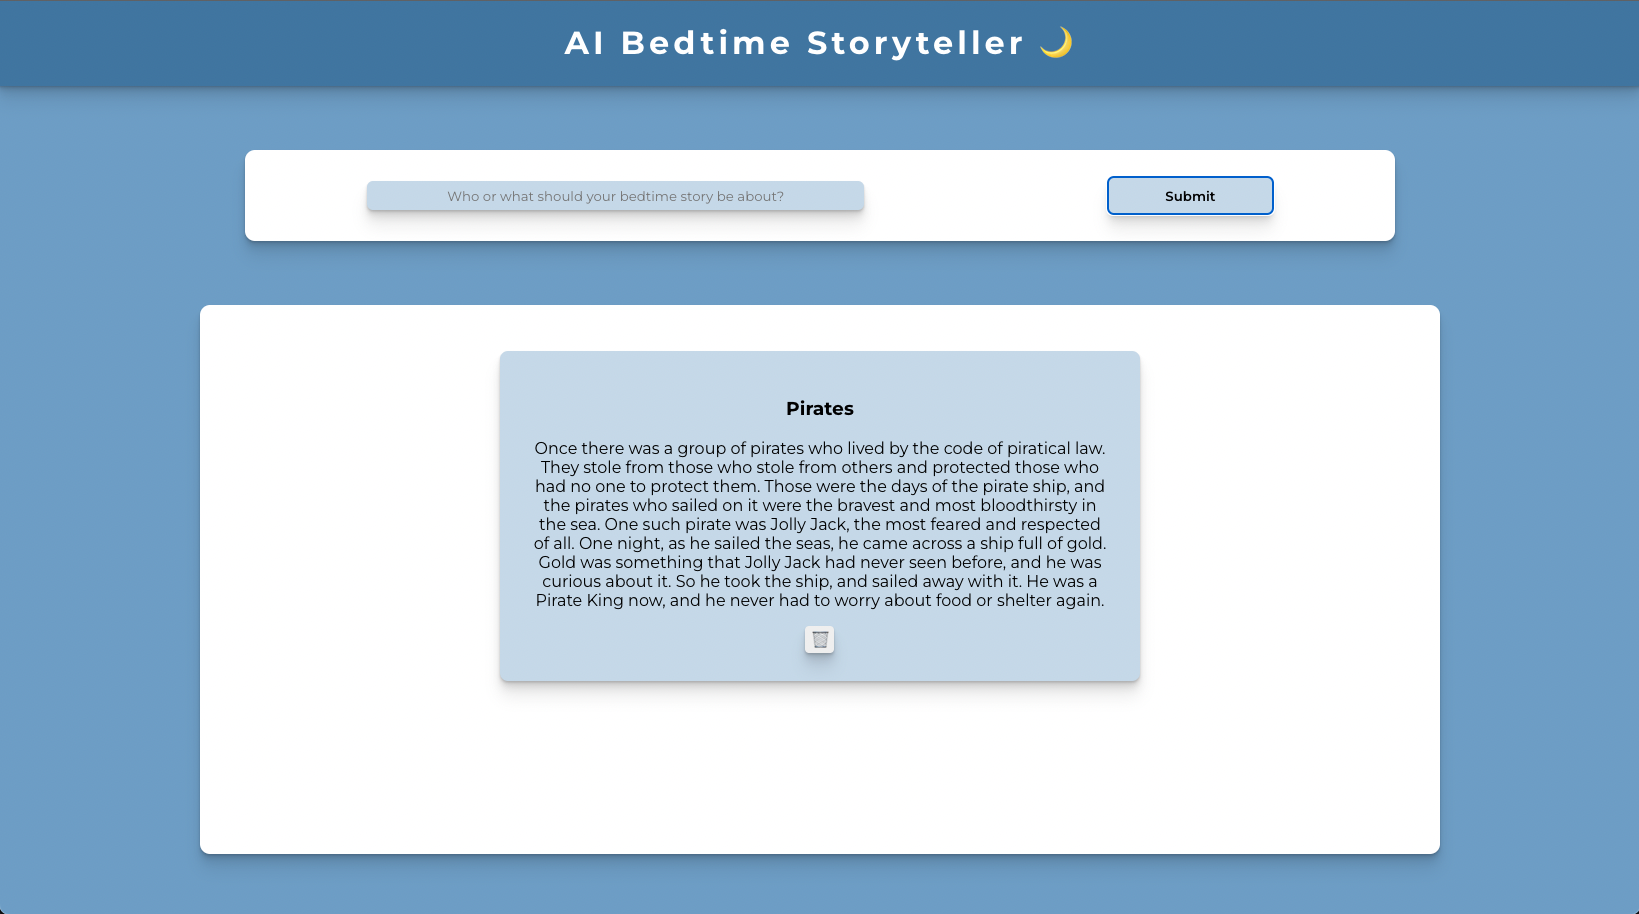 AI Bedtime Storyteller 🌙
Who or what should your bedtime story be about?
Submit
Pirates
Once there was a group of pirates who lived by the code of piratical law.
They stole from those who stole from others and protected those who
had no one to protect them. Those were the days of the pirate ship, and
the pirates who sailed on it were the bravest and most bloodthirsty in
the sea. One such pirate was Jolly Jack, the most feared and respected
of all. One night, as he sailed the seas, he came across a ship full of gold.
Gold was something that Jolly Jack had never seen before, and he was
curious about it. So he took the ship, and sailed away with it. He was a
Pirate King now, and he never had to worry about food or shelter again.